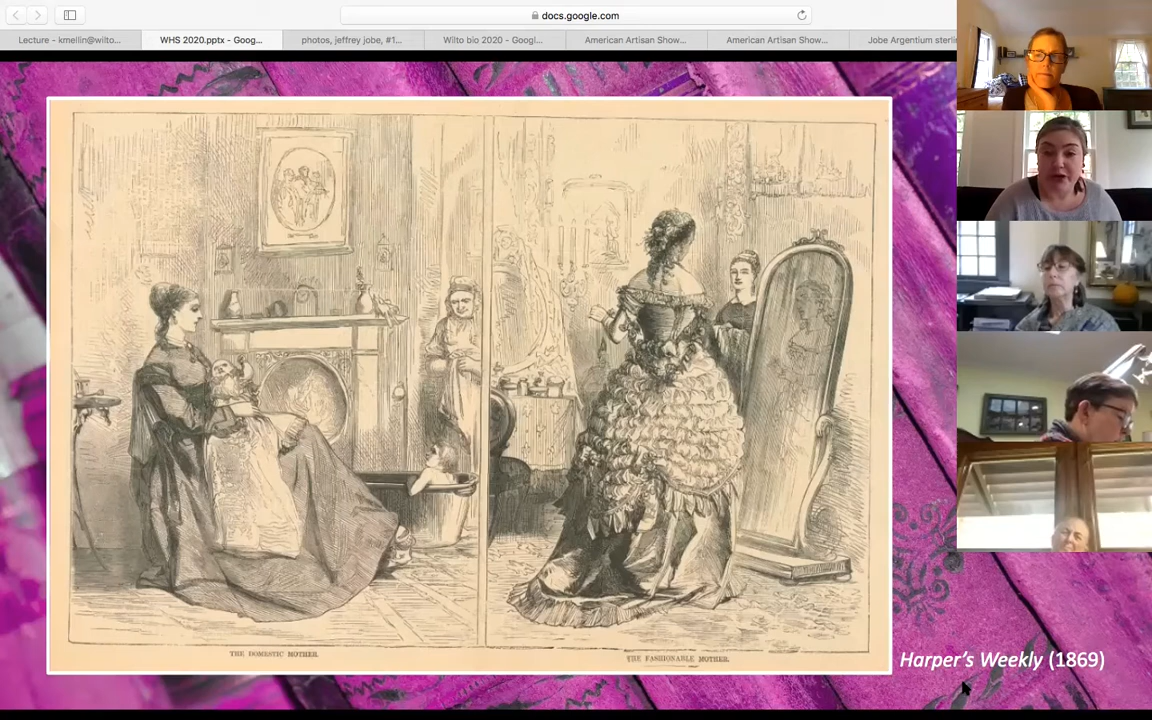 docs.google.com
Lecture - kmellin@wilto...
WHS 2020.pptx - Goog...
photos, jeffrey jobe, #1...
Wilto bio 2020 - Googl...
American Artisan Show...
American Artisan Show...
Jobe Argentium sterlin
THE DOMESTIC MOTHER.
THE FASHIONABLE MOTHER.
Harper's Weekly (1869)